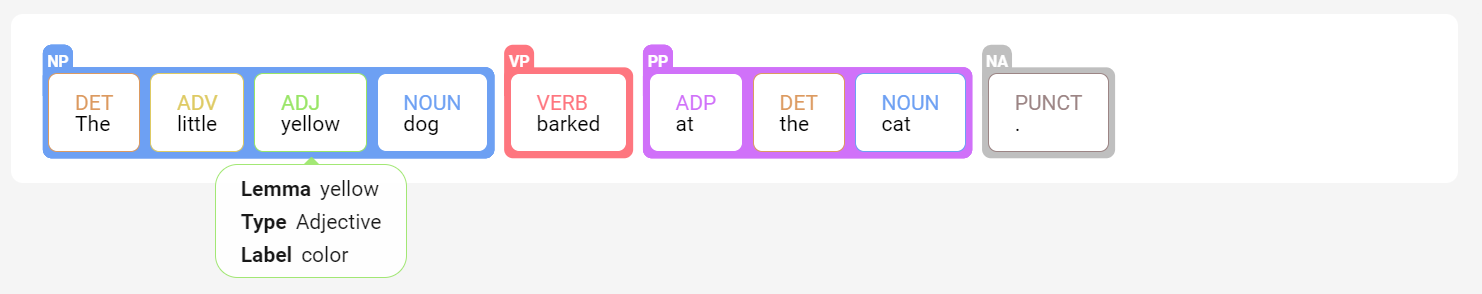 NP VP PP NA
DET ADV ADJ NOUN VERB ADP DET NOUN PUNCT
The little yellow dog barked at the cat .
Lemma yellow
Type Adjective
Label color